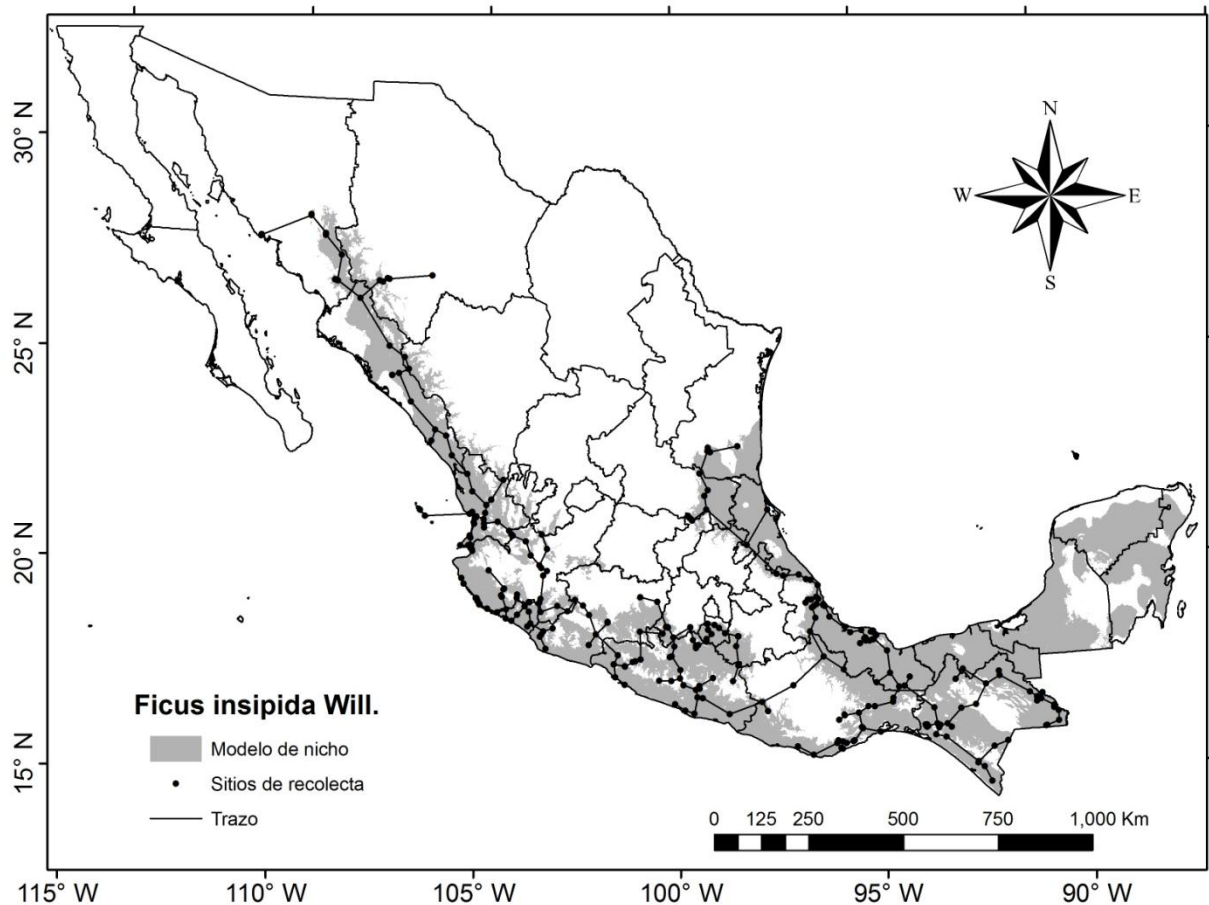 30° N
25° N
20° N
15° N
N
W
E
S
Ficus insipida Will.
Modelo de nicho
Sitios de recolecta
Trazo
0 125 250 500 750 1,000 Km
115° W 110° W 105° W 100° W 95° W 90° W